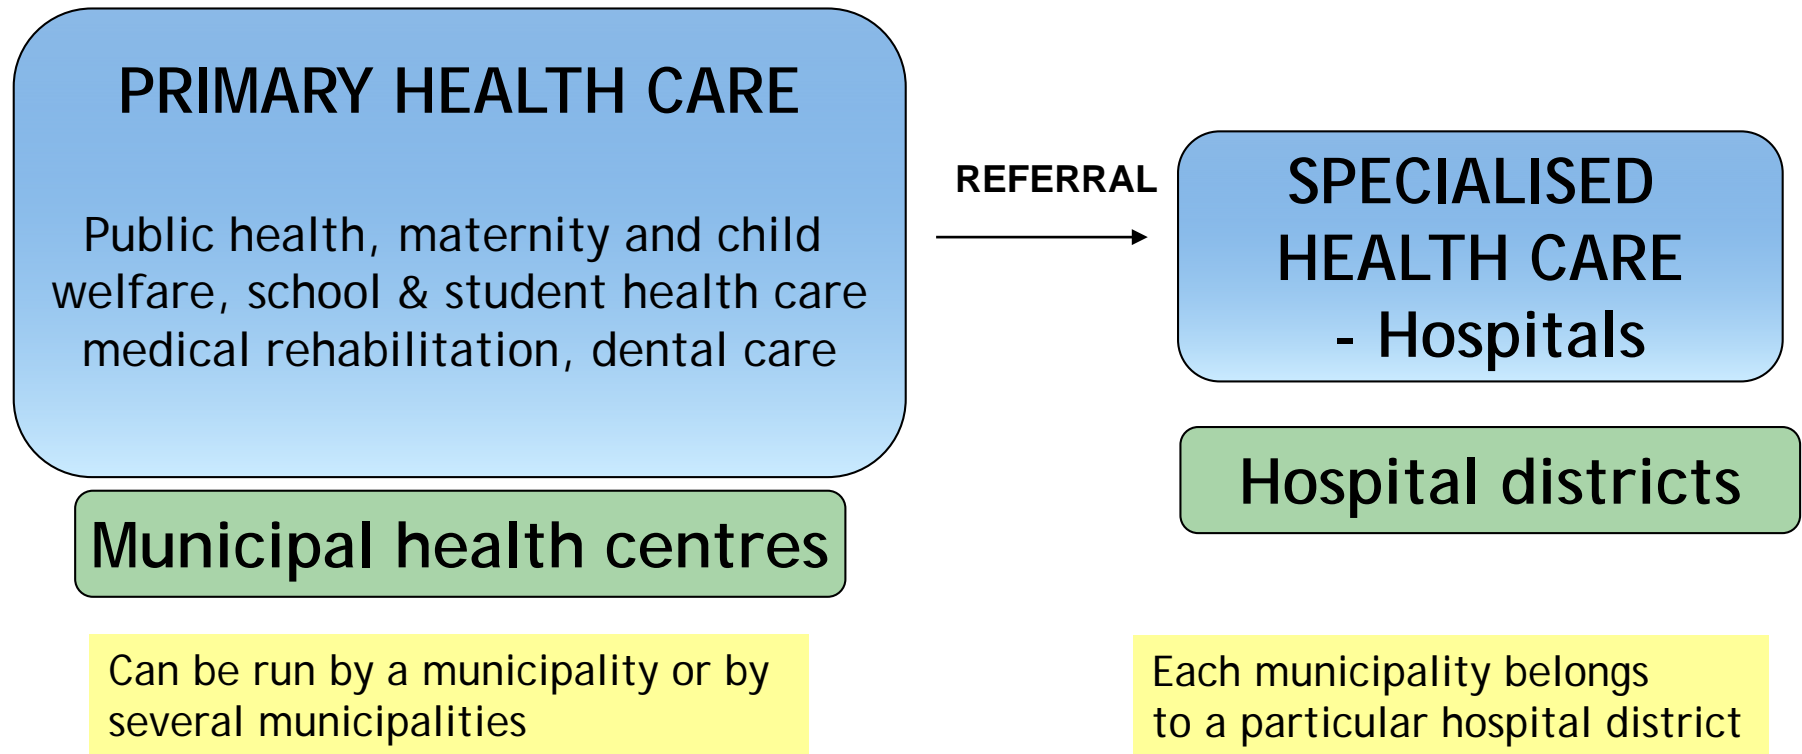 PRIMARY HEALTH CARE
Public health, maternity and child
welfare, school & student health care
medical rehabilitation, dental care
Municipal health centres
Can be run by a municipality or by
several municipalities
REFERRAL
SPECIALISED
HEALTH CARE
- Hospitals
Hospital districts
Each municipality belongs
to a particular hospital district